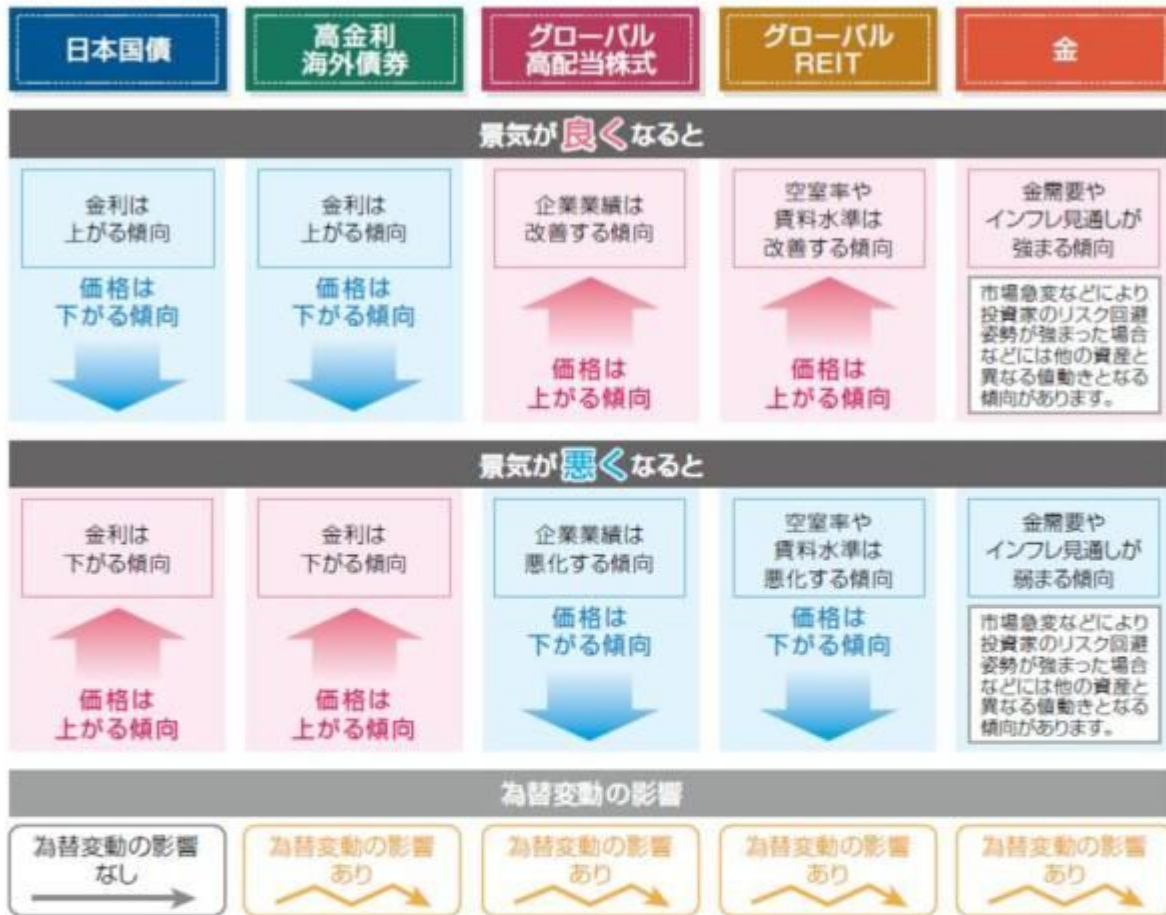 日本国債
高金利
海外債券
グローバル
高配当株式
グローバル
REIT
金
景気が良くなると
金利は
上がる傾向
価格は
下がる傾向
金利は
上がる傾向
価格は
下がる傾向
企業業績は
改善する傾向
価格は
上がる傾向
空室率や
賃料水準は
改善する傾向
価格は
上がる傾向
金需要や
インフレ見通しが
強まる傾向
市場急変などにより
投資家のリスク回避
姿勢が強まった場合
などには他の資産と
異なる値動きとなる
傾向があります。
景気が悪くなると
金利は
下がる傾向
価格は
上がる傾向
金利は
下がる傾向
価格は
上がる傾向
企業業績は
悪化する傾向
価格は
下がる傾向
空室率や
賃料水準は
悪化する傾向
価格は
下がる傾向
金需要や
インフレ見通しが
弱まる傾向
市場急変などにより
投資家のリスク回避
姿勢が強まった場合
などには他の資産と
異なる値動きとなる
傾向があります。
為替変動の影響
為替変動の影響
なし
為替変動の影響
あり
為替変動の影響
あり
為替変動の影響
あり
為替変動の影響
あり